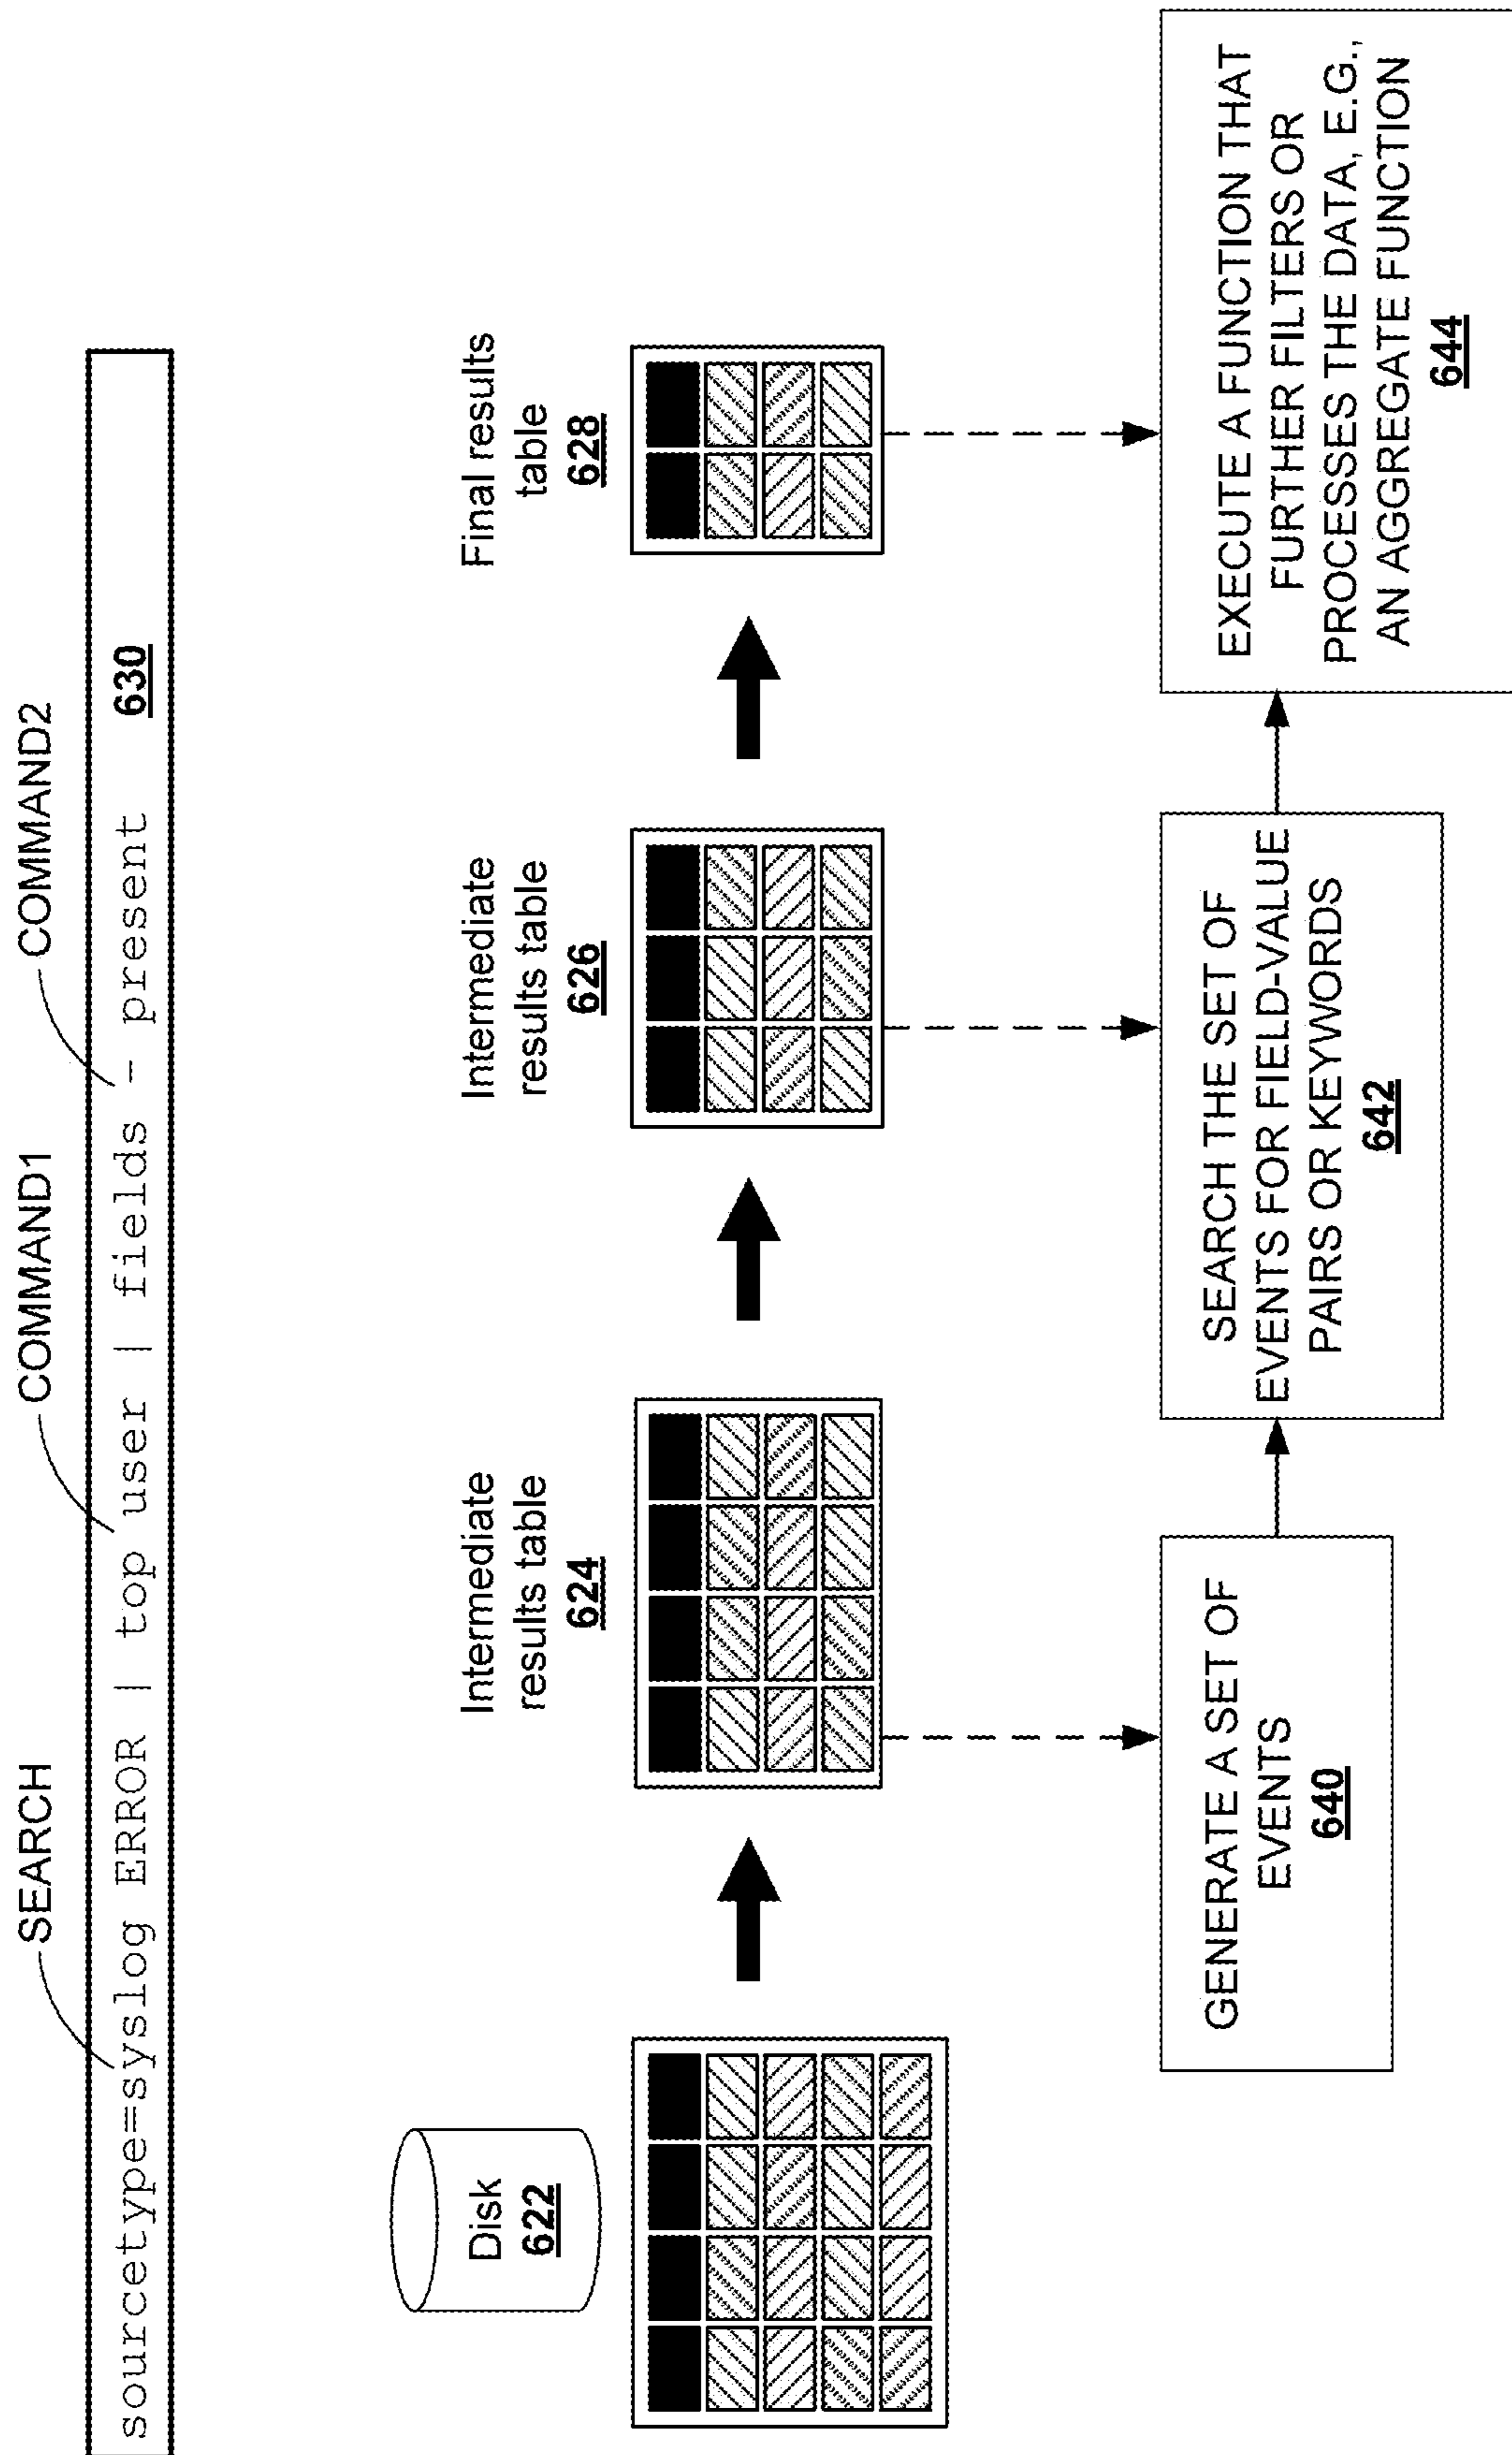 SEARCH
COMMAND1
COMMAND2
sourcetype=syslog ERROR | top user | fields – present
630
Disk
622
Intermediate
results table
624
Intermediate
results table
626
Final results
table
628
GENERATE A SET OF
EVENTS
640
SEARCH THE SET OF
EVENTS FOR FIELD-VALUE
PAIRS OR KEYWORDS
642
EXECUTE A FUNCTION THAT
FURTHER FILTERS OR
PROCESSES THE DATA, E.G.,
AN AGGREGATE FUNCTION
644